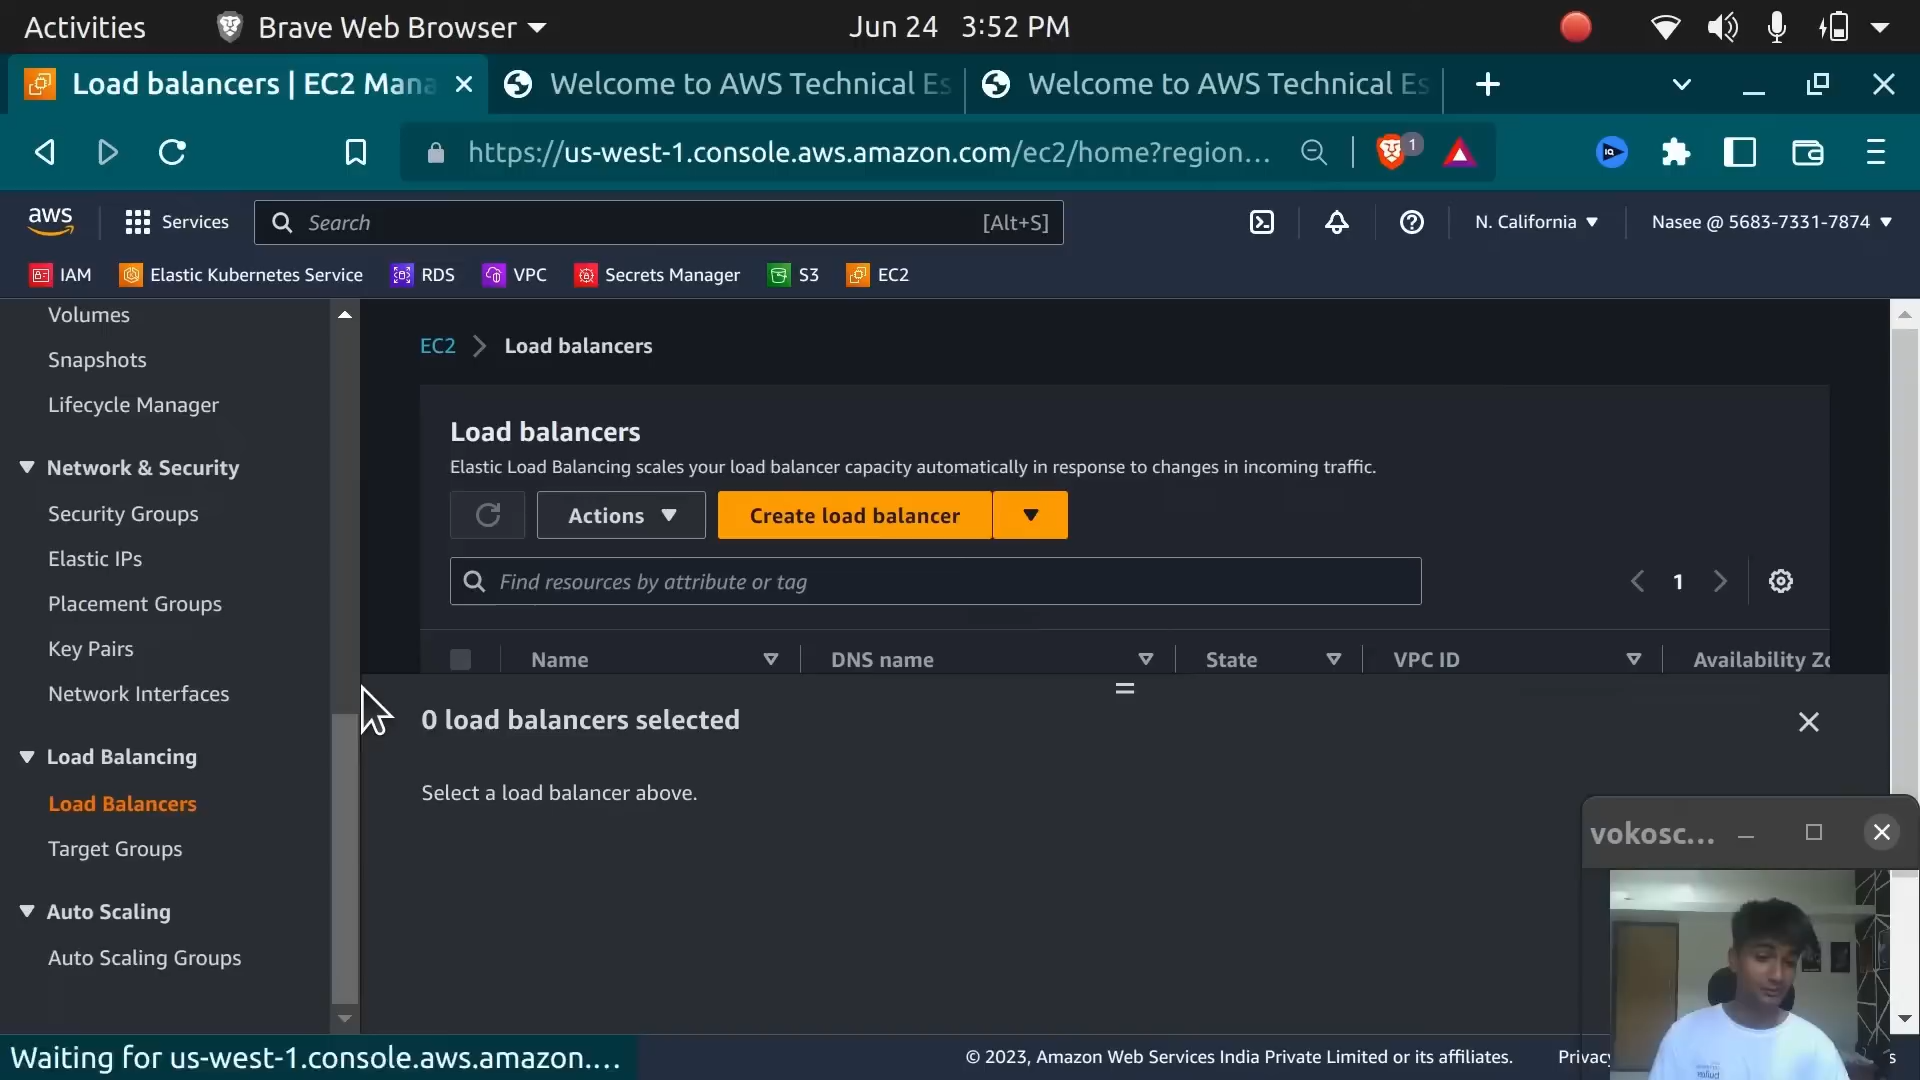 Activities
Brave Web Browser
Jun 24 3:52 PM
Load balancers | EC2 Mana
Welcome to AWS Technical Es
Welcome to AWS Technical Es
https://us-west-1.console.aws.amazon.com/ec2/home?region...
1
aws
Services
Search
[Alt+S]
N. California
Nasee @ 5683-7331-7874
IAM
Elastic Kubernetes Service
RDS
VPC
Secrets Manager
S3
EC2
Volumes
Snapshots
Lifecycle Manager
Network & Security
Security Groups
Elastic IPs
Placement Groups
Key Pairs
Network Interfaces
Load Balancing
Load Balancers
Target Groups
Auto Scaling
Auto Scaling Groups
EC2
Load balancers
Load balancers
Elastic Load Balancing scales your load balancer capacity automatically in response to changes in incoming traffic.
Actions
Create load balancer
Find resources by attribute or tag
1
Name
DNS name
State
VPC ID
Availability Zo
0 load balancers selected
Select a load balancer above.
vokosc...
Waiting for us-west-1.console.aws.amazon....
© 2023, Amazon Web Services India Private Limited or its affiliates.
Privacy